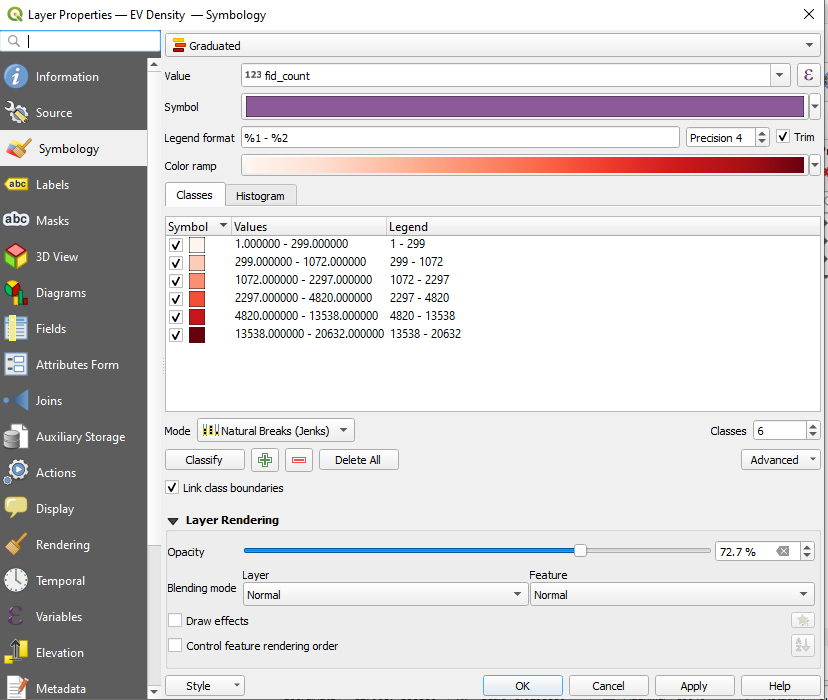 Layer Properties — EV Density — Symbology
Information
Source
Symbology
abc Labels
abc Masks
3D View
Diagrams
Fields
Attributes Form
Joins
Auxiliary Storage
Actions
Display
Rendering
Temporal
Variables
Elevation
Metadata
Graduated
Value 123 fid_count
Symbol
Legend format %1 - %2 Precision 4 Trim
Color ramp
Classes Histogram
Symbol Values Legend
1.000000 - 299.000000 1 - 299
299.000000 - 1072.000000 299 - 1072
1072.000000 - 2297.000000 1072 - 2297
2297.000000 - 4820.000000 2297 - 4820
4820.000000 - 13538.000000 4820 - 13538
13538.000000 - 20632.000000 13538 - 20632
Mode Natural Breaks (Jenks) Classes 6
Classify Delete All Advanced
Link class boundaries
Layer Rendering
Opacity 72.7 %
Layer Feature
Blending mode Normal Normal
Draw effects
Control feature rendering order
Style OK Cancel Apply Help